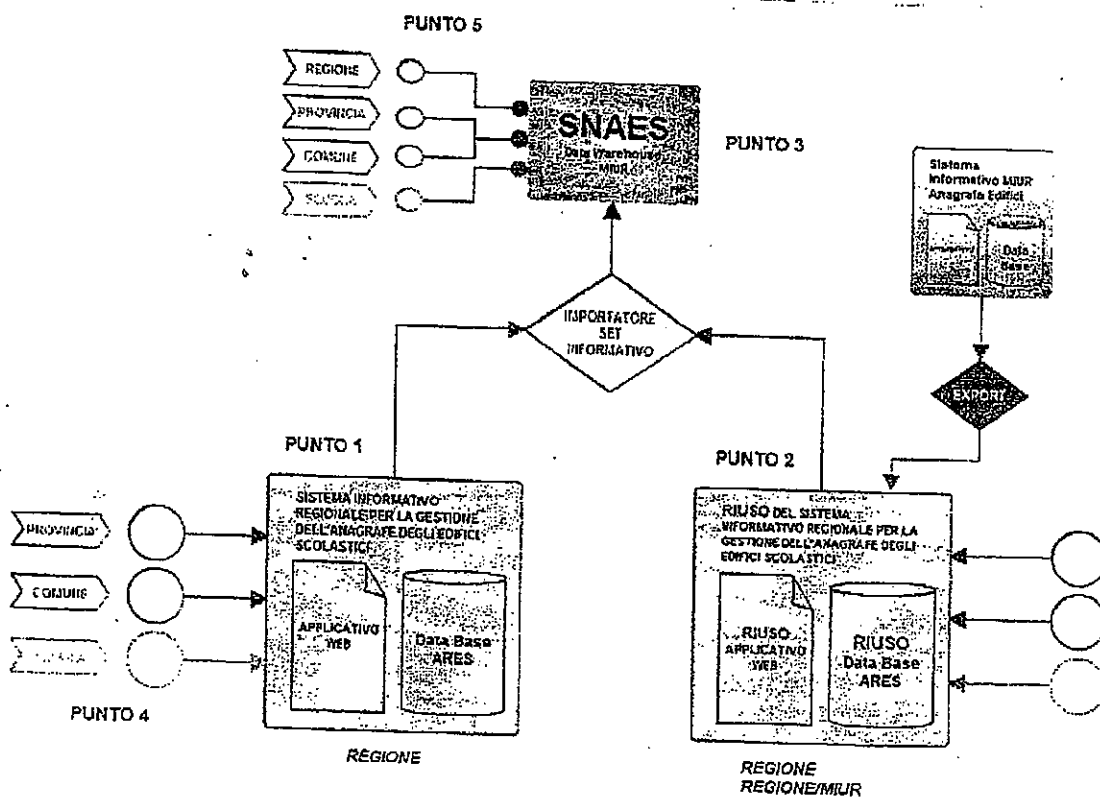 PUNTO 5
REGIONE
PROVINCIA
COMUNE
SCUOLA
SNAES
Data Warehouse
MIUR
PUNTO 3
Sistema
Informativo MIUR
Anagrafe Edifici
Data
Base
IMPORTATORE
SET
INFORMATIVO
EXPORT
PUNTO 1
SISTEMA INFORMATIVO
REGIONALE PER LA GESTIONE
DELL'ANAGRAFE DEGLI EDIFICI
SCOLASTICI
APPLICATIVO
WEB
Data Base
ARES
PROVINCIA
COMUNE
PUNTO 4
REGIONE
PUNTO 2
RIUSO DEL SISTEMA
INFORMATIVO REGIONALE PER LA
GESTIONE DELL'ANAGRAFE DEGLI
EDIFICI SCOLASTICI
RIUSO
APPLICATIVO
WEB
RIUSO
Data Base
ARES
REGIONE
REGIONE/MIUR